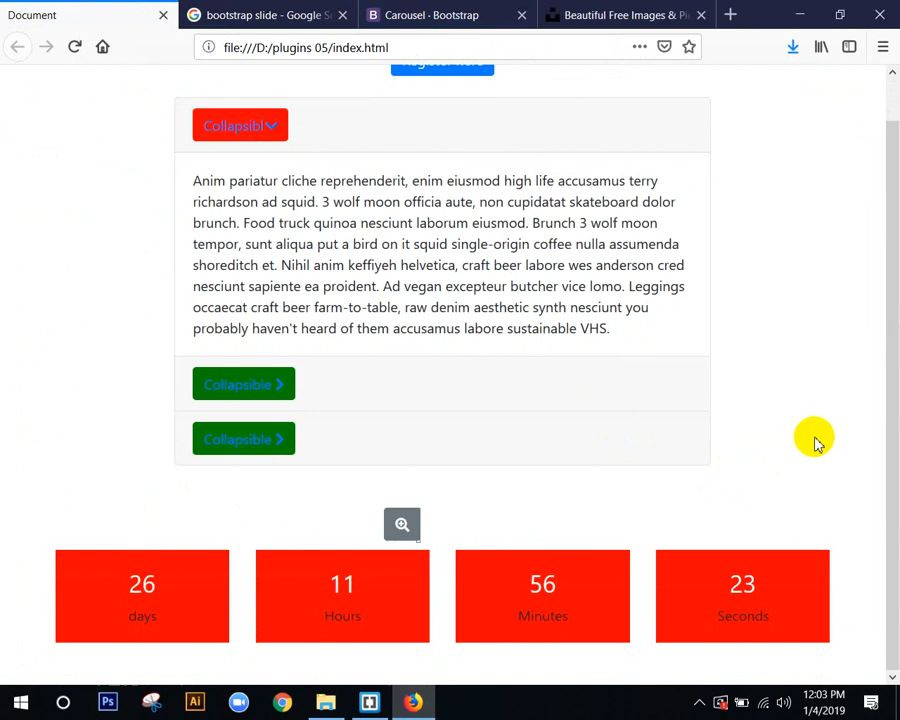 Document
bootstrap slide - Google S
Carousel · Bootstrap
Beautiful Free Images & Pi
file:///D:/plugins 05/index.html
Register here
Collapsibl
Anim pariatur cliche reprehenderit, enim eiusmod high life accusamus terry
richardson ad squid. 3 wolf moon officia aute, non cupidatat skateboard dolor
brunch. Food truck quinoa nesciunt laborum eiusmod. Brunch 3 wolf moon
tempor, sunt aliqua put a bird on it squid single-origin coffee nulla assumenda
shoreditch et. Nihil anim keffiyeh helvetica, craft beer labore wes anderson cred
nesciunt sapiente ea proident. Ad vegan excepteur butcher vice lomo. Leggings
occaecat craft beer farm-to-table, raw denim aesthetic synth nesciunt you
probably haven't heard of them accusamus labore sustainable VHS.
Collapsible
Collapsible
26
days
11
Hours
56
Minutes
23
Seconds
Ps
Ai
12:03 PM
1/4/2019